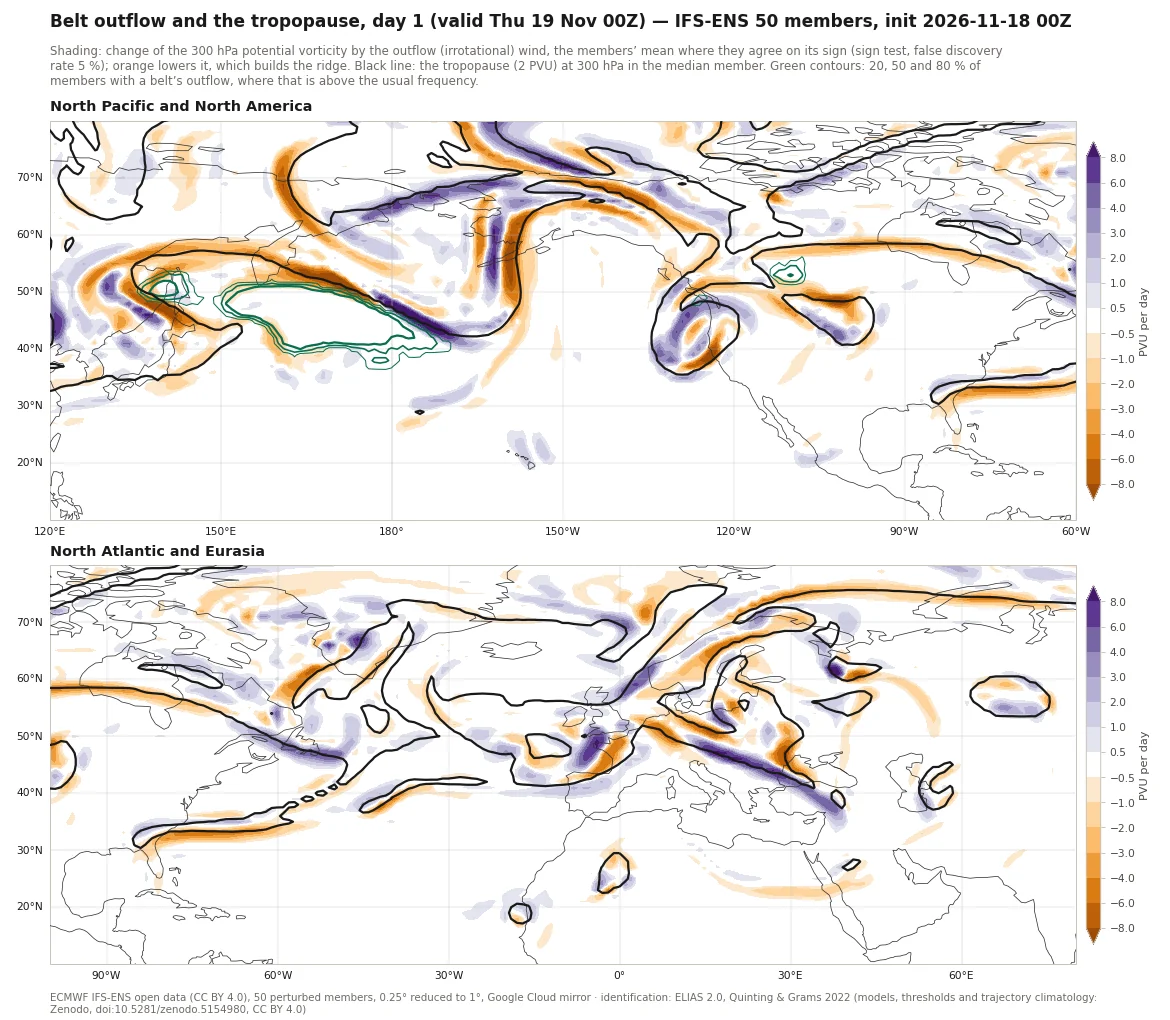 Belt outflow and the tropopause, day 1 (valid Thu 19 Nov 00Z) — IFS-ENS 50 members, init 2026-11-18 00Z
Shading: change of the 300 hPa potential vorticity by the outflow (irrotational) wind, the members’ mean where they agree on its sign (sign test, false discovery
rate 5 %); orange lowers it, which builds the ridge. Black line: the tropopause (2 PVU) at 300 hPa in the median member. Green contours: 20, 50 and 80 % of
members with a belt’s outflow, where that is above the usual frequency.
North Pacific and North America
70°N
60°N
50°N
40°N
30°N
20°N
120°E 150°E 180° 150°W 120°W 90°W 60°W
8.0
6.0
4.0
3.0
2.0
1.0
0.5
−0.5
−1.0
−2.0
−3.0
−4.0
−6.0
−8.0
PVU per day
North Atlantic and Eurasia
70°N
60°N
50°N
40°N
30°N
20°N
90°W 60°W 30°W 0° 30°E 60°E
8.0
6.0
4.0
3.0
2.0
1.0
0.5
−0.5
−1.0
−2.0
−3.0
−4.0
−6.0
−8.0
PVU per day
ECMWF IFS-ENS open data (CC BY 4.0), 50 perturbed members, 0.25° reduced to 1°, Google Cloud mirror · identification: ELIAS 2.0, Quinting & Grams 2022 (models, thresholds and trajectory climatology:
Zenodo, doi:10.5281/zenodo.5154980, CC BY 4.0)